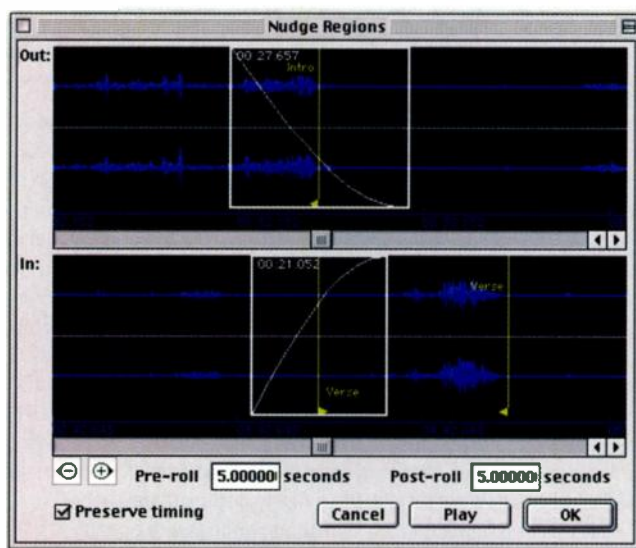 Nudge Regions
Out:
00 27.657
Intro
In:
00 21.052
Verse
Verse
Pre-roll 5.00000 seconds Post-roll 5.00000 seconds
Preserve timing Cancel Play OK